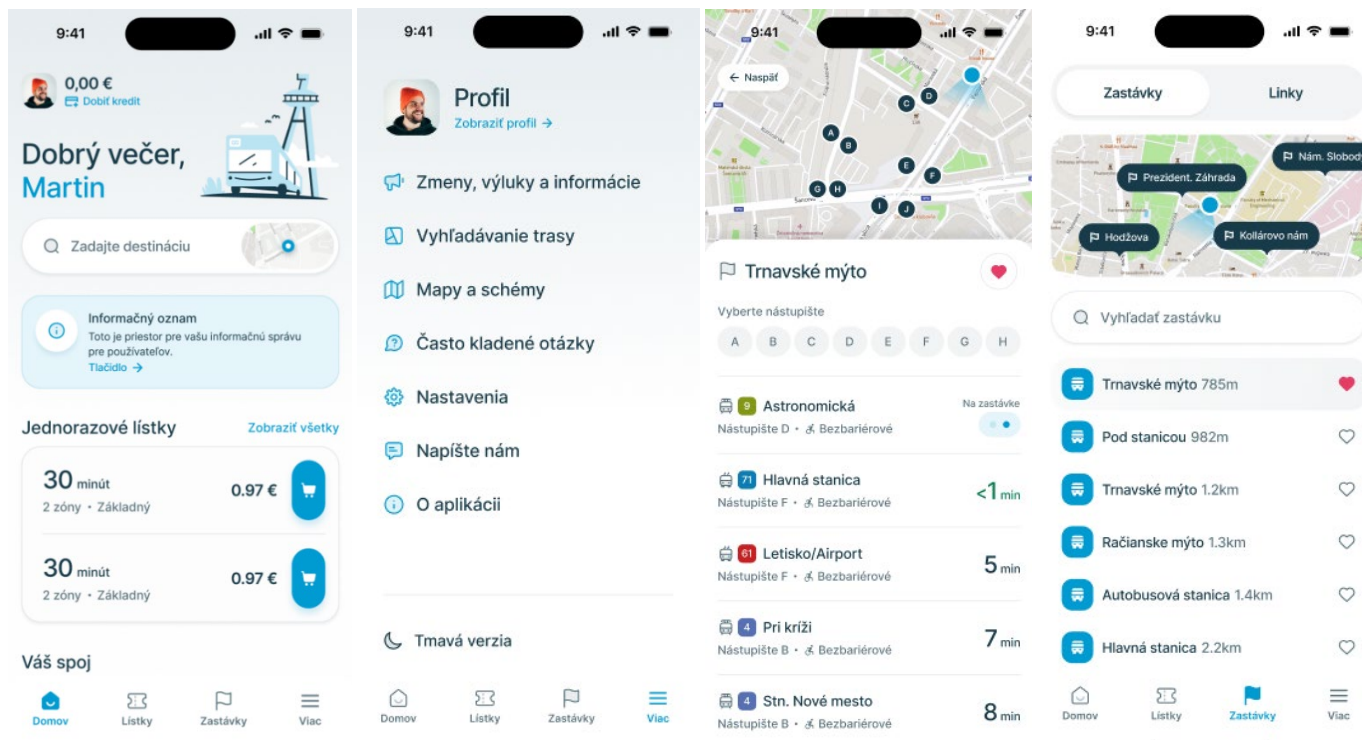 9:41
0,00 €
Dobiť kredit
Dobrý večer,
Martin
Zadajte destináciu
Informačný oznam
Toto je priestor pre vašu informačnú správu
pre používateľov.
Tlačidlo →
Jednorazové lístky Zobraziť všetky
30 minút
2 zóny • Základný
0.97 €
30 minút
2 zóny • Základný
0.97 €
Váš spoj
Domov Lístky Zastávky Viac
9:41
Profil
Zobraziť profil →
Zmeny, výluky a informácie
Vyhľadávanie trasy
Mapy a schémy
Často kladené otázky
Nastavenia
Napíšte nám
O aplikácii
Tmavá verzia
Domov Lístky Zastávky Viac
9:41
← Naspäť
D
C
A
B
E
F
G H
I J
Trnavské mýto
Vyberte nástupište
A B C D E F G H
9 Astronomická Na zastávke
Nástupište D • Bezbariérové
71 Hlavná stanica <1 min
Nástupište F • Bezbariérové
61 Letisko/Airport 5 min
Nástupište F • Bezbariérové
4 Pri kríži 7 min
Nástupište B • Bezbariérové
4 Stn. Nové mesto 8 min
Nástupište B • Bezbariérové
9:41
Zastávky Linky
Nám. Slobody
Prezident. Záhrada
Hodžova
Kollárovo nám
Vyhľadať zastávku
Trnavské mýto 785m
Pod stanicou 982m
Trnavské mýto 1.2km
Račianske mýto 1.3km
Autobusová stanica 1.4km
Hlavná stanica 2.2km
Domov Lístky Zastávky Viac